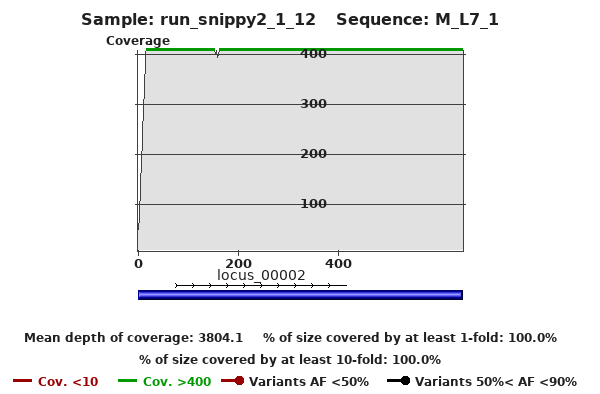 Sample: run_snippy2_1_12 Sequence: M_L7_1
Coverage
400
300
200
100
0 200 400
locus_00002
Mean depth of coverage: 3804.1 % of size covered by at least 1-fold: 100.0%
% of size covered by at least 10-fold: 100.0%
Cov. <10 Cov. >400 Variants AF <50% Variants 50%< AF <90%